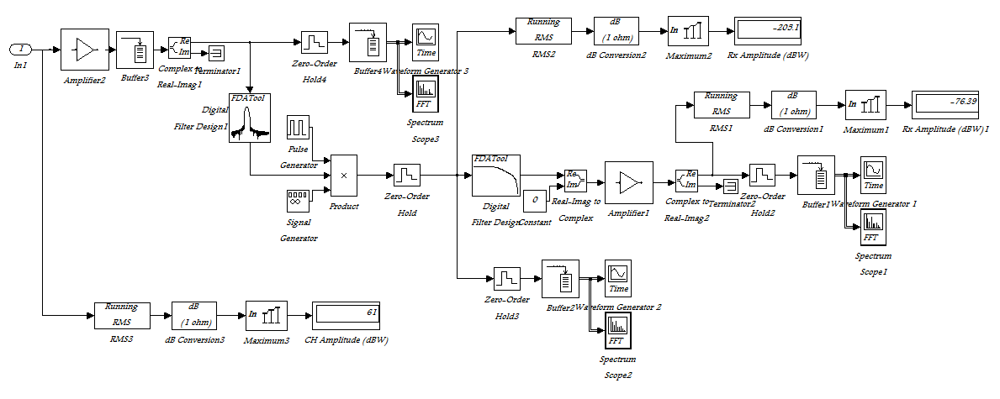 1
In1
Amplifier2
Buffer3
Re
Im
Complex to
Real-Imag1
Terminator1
Zero-Order
Hold4
Buffer4
Time
Waveform Generator 3
FFT
Spectrum
Scope3
Running
RMS
RMS2
dB
(1 ohm)
dB Conversion2
In
Maximum2
-205.1
Rx Amplitude (dBW)
FDATool
Digital
Filter Design1
Pulse
Generator
Signal
Generator
×
Product
Zero-Order
Hold
FDATool
Digital
Filter Design
0
Constant
Re
Im
Real-Imag to
Complex
Amplifier1
Re
Im
Complex to
Real-Imag2
Terminator2
Running
RMS
RMS1
dB
(1 ohm)
dB Conversion1
In
Maximum1
-76.39
Rx Amplitude (dBW)1
Zero-Order
Hold2
Buffer1
Time
Waveform Generator 1
FFT
Spectrum
Scope1
Zero-Order
Hold3
Buffer2
Time
Waveform Generator 2
FFT
Spectrum
Scope2
Running
RMS
RMS3
dB
(1 ohm)
dB Conversion3
In
Maximum3
61
CH Amplitude (dBW)